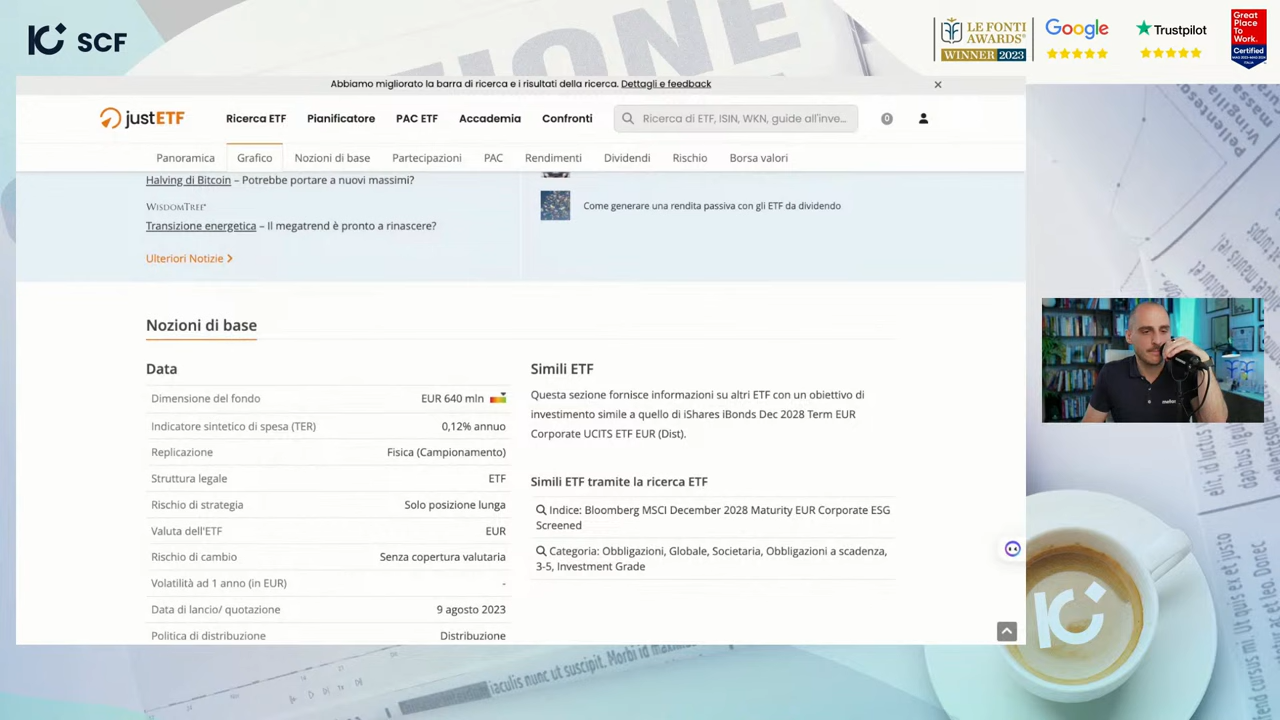 SCF
LE FONTI
AWARDS®
WINNER 2023
Google
Trustpilot
Great
Place
To
Work.
Certified
ITALIA
ZIONE
Abbiamo migliorato la barra di ricerca e i risultati della ricerca. Dettagli e feedback
justETF
Ricerca ETF
Pianificatore
PAC ETF
Accademia
Confronti
Ricerca di ETF, ISIN, WKN, guide all'inve...
0
Panoramica
Grafico
Nozioni di base
Partecipazioni
PAC
Rendimenti
Dividendi
Rischio
Borsa valori
Halving di Bitcoin – Potrebbe portare a nuovi massimi?
WISDOMTREE®
Transizione energetica – Il megatrend è pronto a rinascere?
Ulteriori Notizie
Come generare una rendita passiva con gli ETF da dividendo
Nozioni di base
Data
Dimensione del fondo EUR 640 mln
Indicatore sintetico di spesa (TER) 0,12% annuo
Replicazione Fisica (Campionamento)
Struttura legale ETF
Rischio di strategia Solo posizione lunga
Valuta dell'ETF EUR
Rischio di cambio Senza copertura valutaria
Volatilità ad 1 anno (in EUR) -
Data di lancio/ quotazione 9 agosto 2023
Politica di distribuzione Distribuzione
Simili ETF
Questa sezione fornisce informazioni su altri ETF con un obiettivo di
investimento simile a quello di iShares iBonds Dec 2028 Term EUR
Corporate UCITS ETF EUR (Dist).
Simili ETF tramite la ricerca ETF
Indice: Bloomberg MSCI December 2028 Maturity EUR Corporate ESG
Screened
Categoria: Obbligazioni, Globale, Societaria, Obbligazioni a scadenza,
3-5, Investment Grade